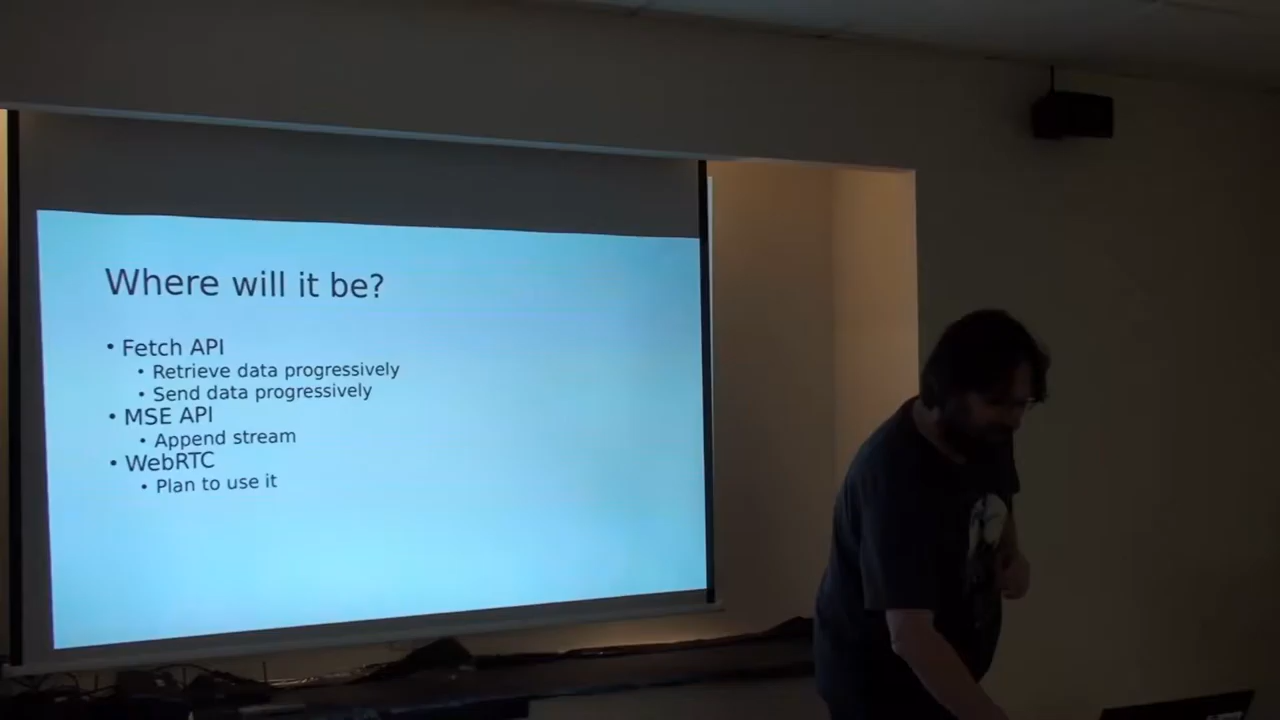 Where will it be?
• Fetch API
• Retrieve data progressively
• Send data progressively
• MSE API
• Append stream
• WebRTC
• Plan to use it